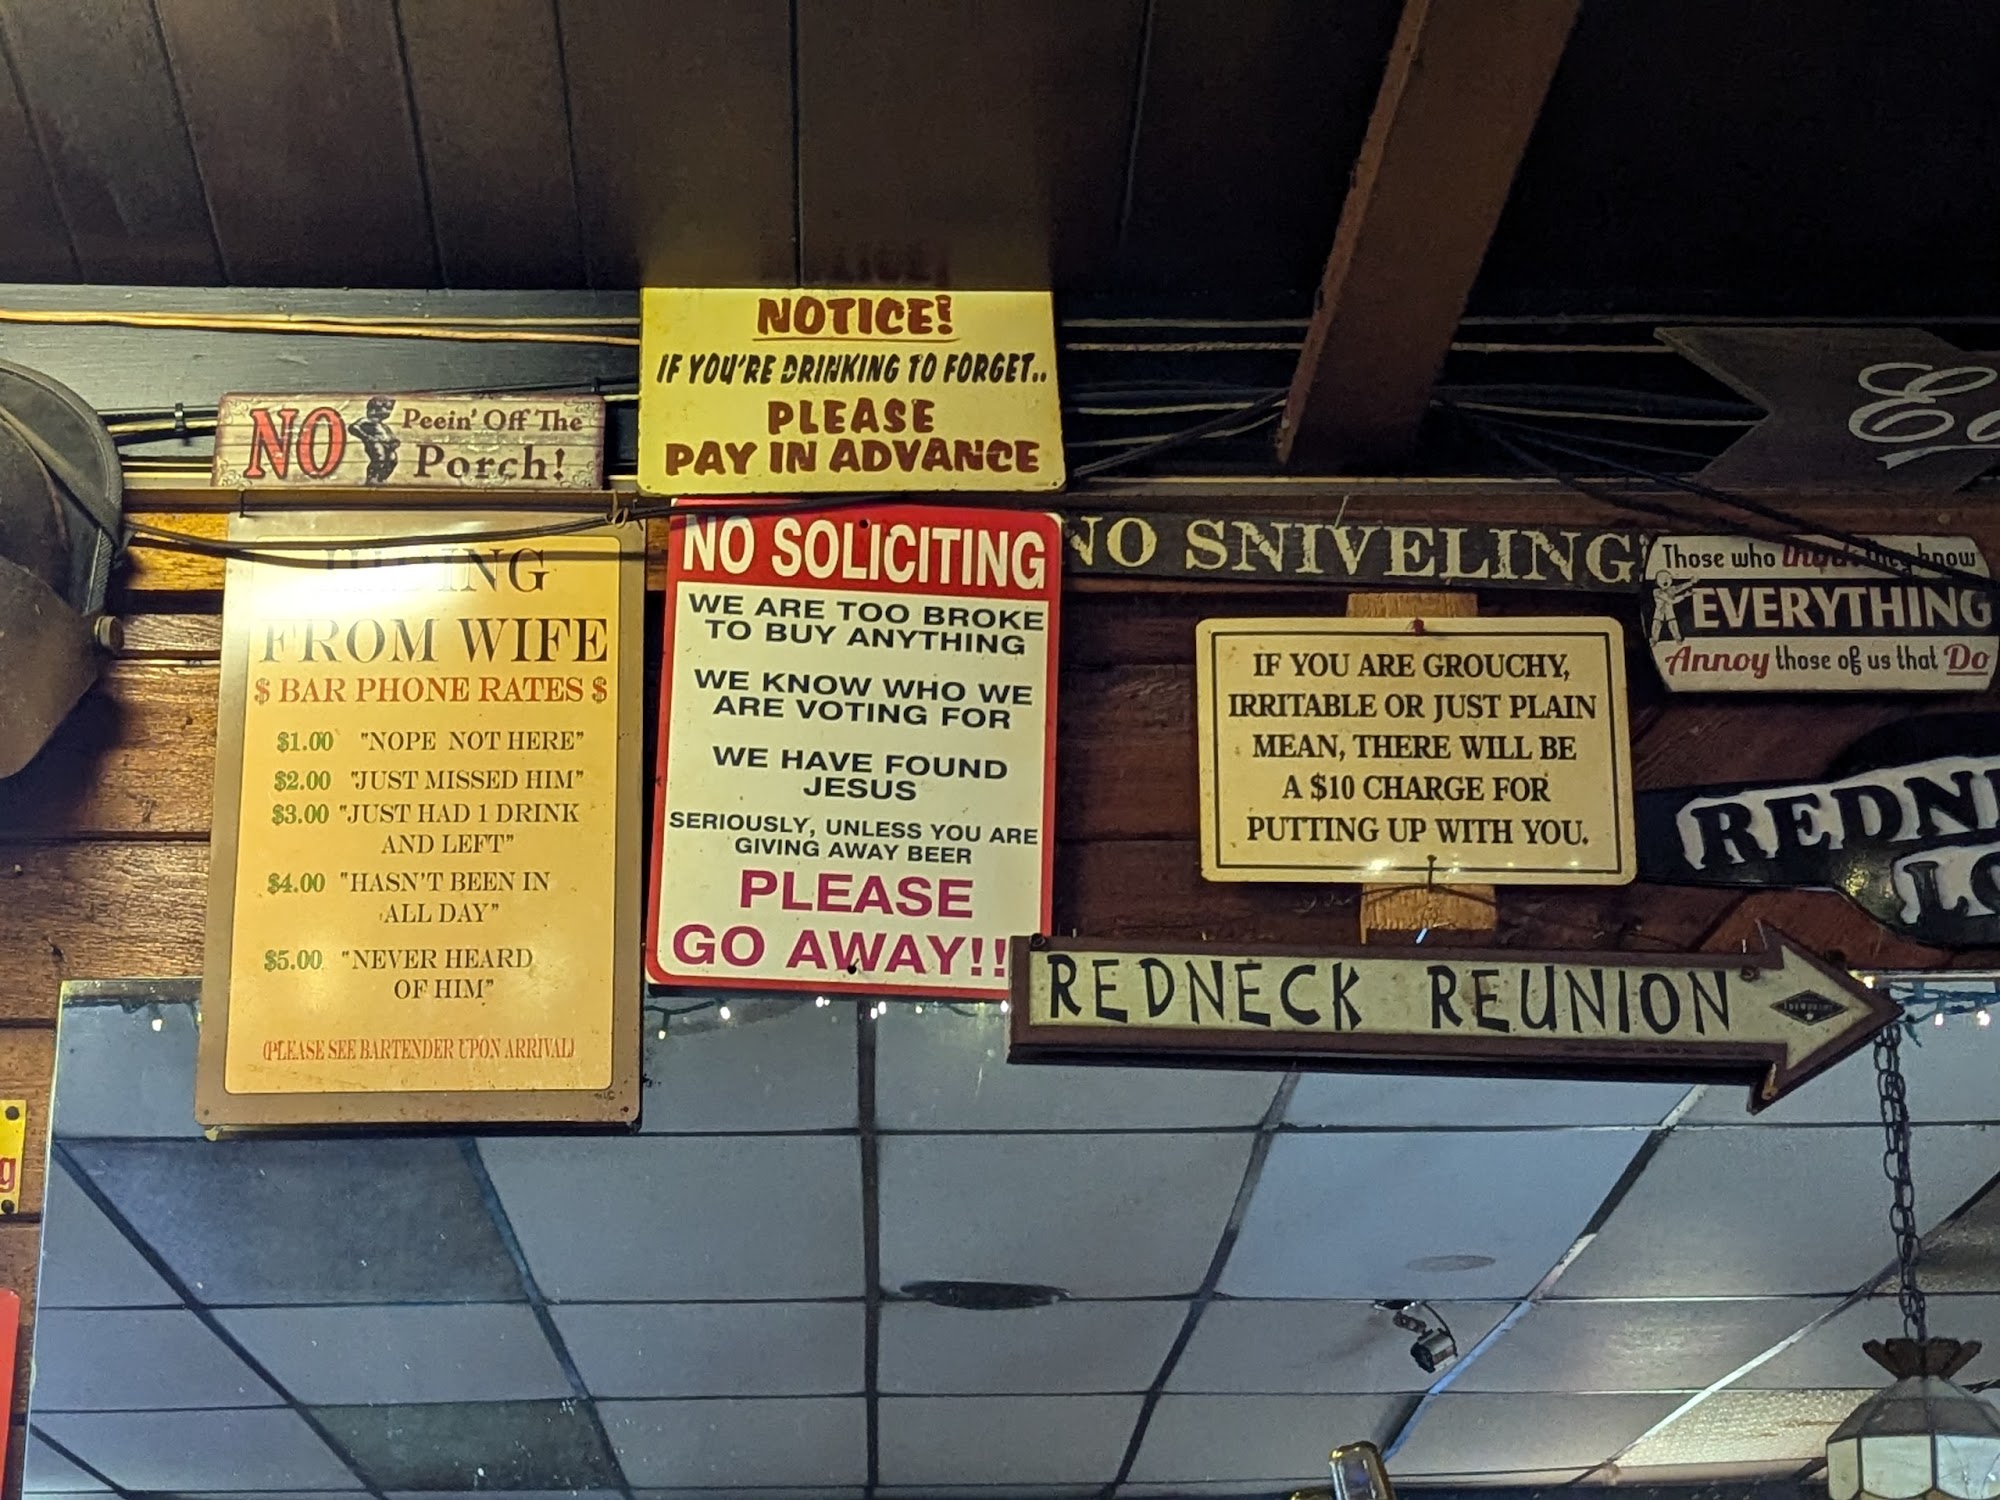 NOTICE!
IF YOU'RE DRINKING TO FORGET..
PLEASE
PAY IN ADVANCE
NO Peein' Off The
Porch!
FROM WIFE
$ BAR PHONE RATES $
$1.00 "NOPE NOT HERE"
$2.00 "JUST MISSED HIM"
$3.00 "JUST HAD 1 DRINK
AND LEFT"
$4.00 "HASN'T BEEN IN
ALL DAY"
$5.00 "NEVER HEARD
OF HIM"
(PLEASE SEE BARTENDER UPON ARRIVAL)
NO SOLICITING
WE ARE TOO BROKE
TO BUY ANYTHING
WE KNOW WHO WE
ARE VOTING FOR
WE HAVE FOUND
JESUS
SERIOUSLY, UNLESS YOU ARE
GIVING AWAY BEER
PLEASE
GO AWAY!!
NO SNIVELING
IF YOU ARE GROUCHY,
IRRITABLE OR JUST PLAIN
MEAN, THERE WILL BE
A $10 CHARGE FOR
PUTTING UP WITH YOU.
Those who think they know
EVERYTHING
Annoy those of us that Do
REDNECK REUNION